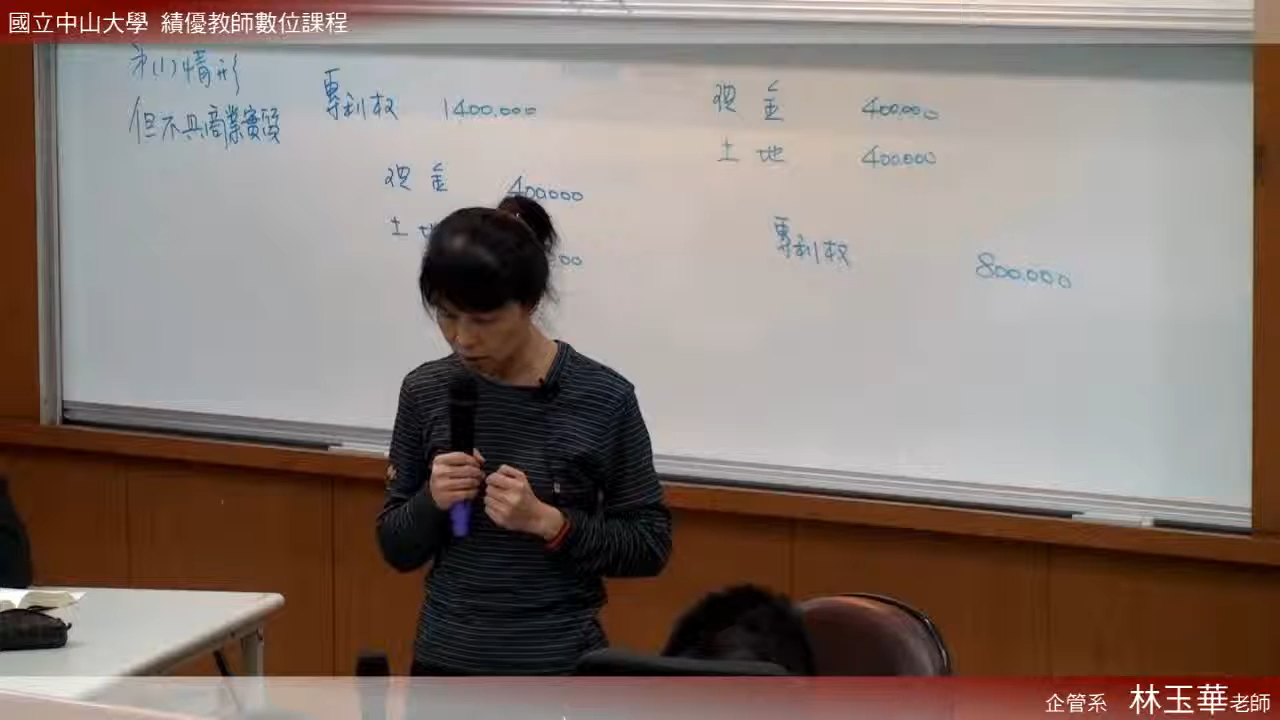 國立中山大學 績優教師數位課程
利(1)情形
但不具商業實質
專利权 1400.000
現金 400.000
土地 400.000
現金 400.000
土
00
專利权 800.000
企管系 林玉華老師